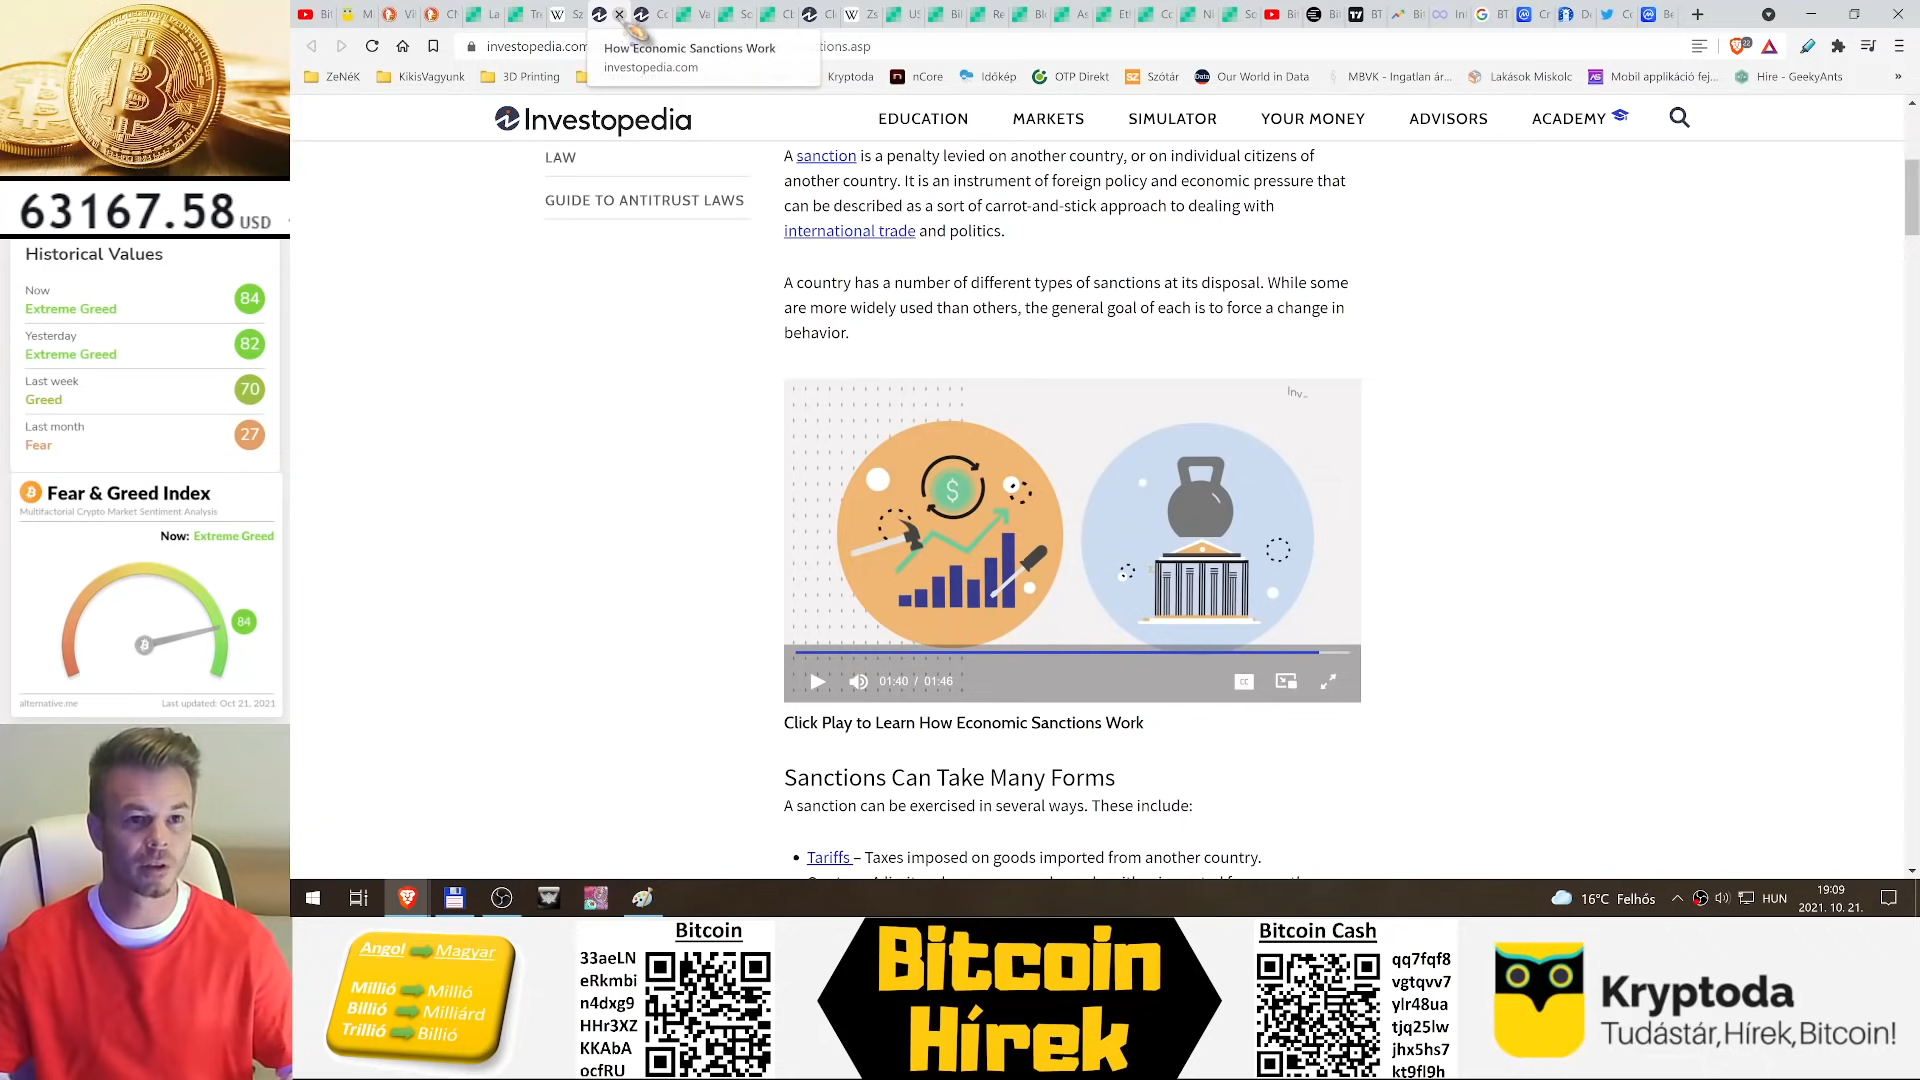 63167.58 USD
Historical Values
Now
Extreme Greed
84
Yesterday
Extreme Greed
82
Last week
Greed
70
Last month
Fear
27
Fear & Greed Index
Multifactorial Crypto Market Sentiment Analysis
Now: Extreme Greed
84
alternative.me
Last updated: Oct 21, 2021
investopedia.com
tions.asp
22
How Economic Sanctions Work
investopedia.com
ZeNéK
KikisVagyunk
3D Printing
Kryptoda
nCore
Időkép
OTP Direkt
Szótár
Our World in Data
MBVK - Ingatlan ár...
Lakások Miskolc
Mobil applikáció fej...
Hire - GeekyAnts
Investopedia
EDUCATION
MARKETS
SIMULATOR
YOUR MONEY
ADVISORS
ACADEMY
LAW
GUIDE TO ANTITRUST LAWS
A sanction is a penalty levied on another country, or on individual citizens of
another country. It is an instrument of foreign policy and economic pressure that
can be described as a sort of carrot-and-stick approach to dealing with
international trade and politics.
A country has a number of different types of sanctions at its disposal. While some
are more widely used than others, the general goal of each is to force a change in
behavior.
Inv_
$
01:40 / 01:46
CC
Click Play to Learn How Economic Sanctions Work
Sanctions Can Take Many Forms
A sanction can be exercised in several ways. These include:
• Tariffs – Taxes imposed on goods imported from another country.
16°C Felhős
HUN
19:09
2021. 10. 21.
Angol Magyar
Millió Millió
Billió Milliárd
Trillió Billió
Bitcoin
33aeLN
eRkmbi
n4dxg9
HHr3XZ
KKAbA
ocfRU
Bitcoin
Hírek
Bitcoin Cash
qq7fqf8
vgtqvv7
ylr48ua
tjq25lw
jhx5hs7
kt9fl9h
Kryptoda
Tudástár,Hírek,Bitcoin!